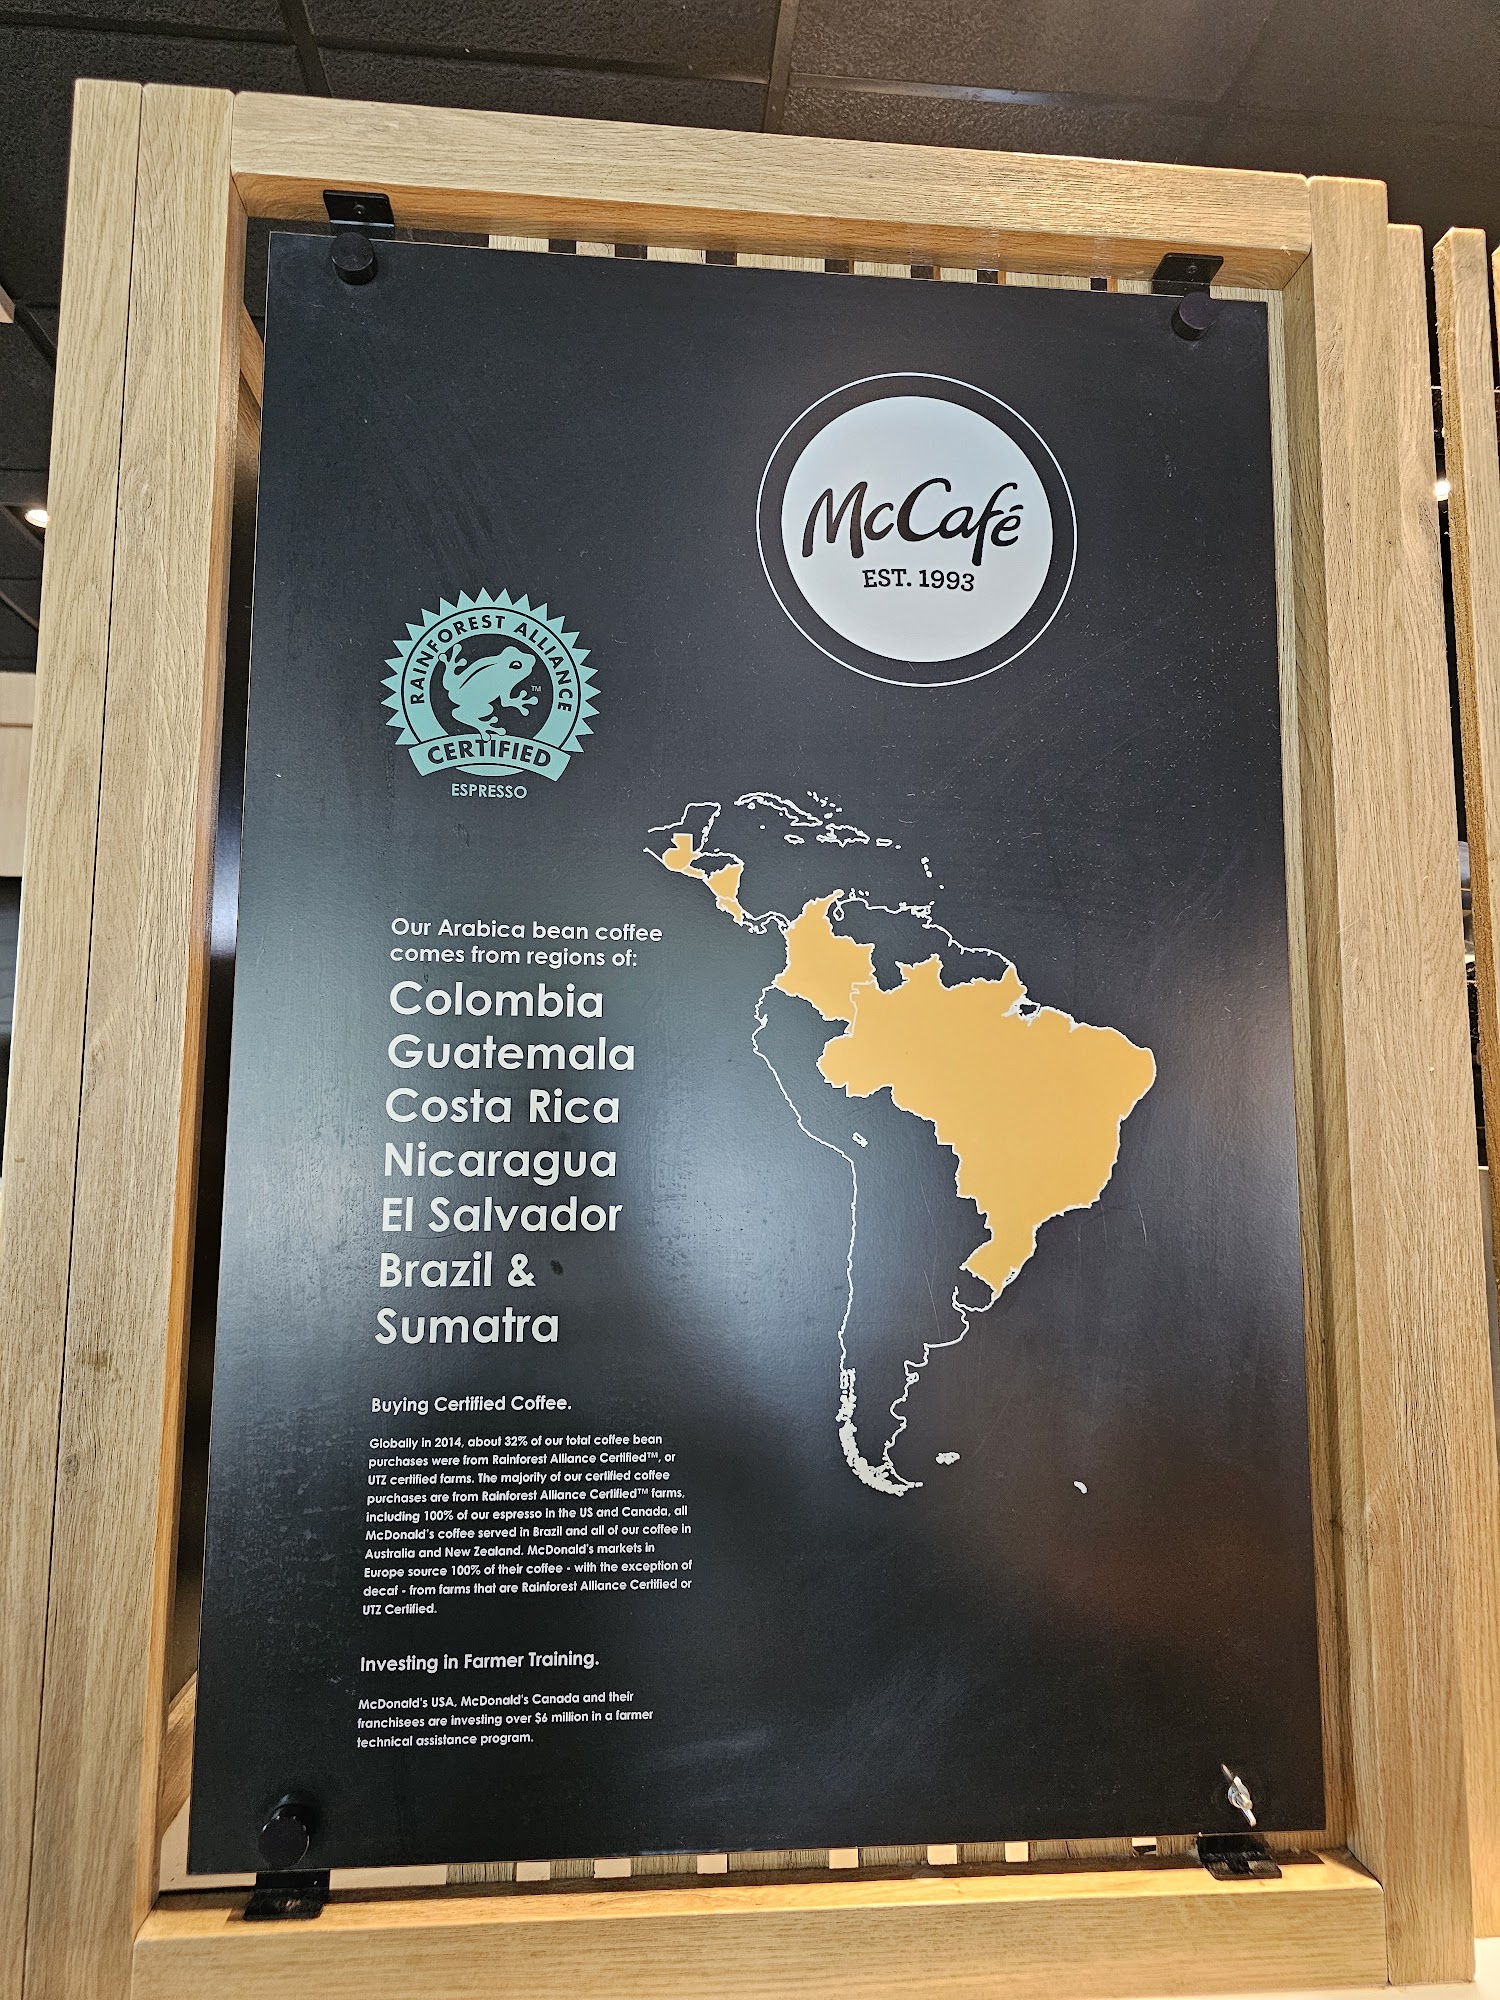 McCafé
EST. 1993
RAINFOREST ALLIANCE
TM
CERTIFIED
ESPRESSO
Our Arabica bean coffee
comes from regions of:
Colombia
Guatemala
Costa Rica
Nicaragua
El Salvador
Brazil &
Sumatra
Buying Certified Coffee.
Globally in 2014, about 32% of our total coffee bean
purchases were from Rainforest Alliance Certified™, or
UTZ certified farms. The majority of our certified coffee
purchases are from Rainforest Alliance Certified™ farms,
including 100% of our espresso in the US and Canada, all
McDonald's coffee served in Brazil and all of our coffee in
Australia and New Zealand. McDonald's markets in
Europe source 100% of their coffee - with the exception of
decaf - from farms that are Rainforest Alliance Certified or
UTZ Certified.
Investing in Farmer Training.
McDonald's USA, McDonald's Canada and their
franchisees are investing over $6 million in a farmer
technical assistance program.